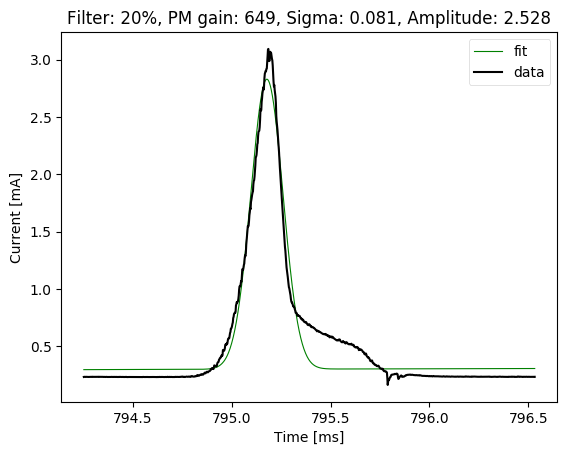 Filter: 20%, PM gain: 649, Sigma: 0.081, Amplitude: 2.528
fit
data
3.0
2.5
2.0
1.5
1.0
0.5
Current [mA]
794.5 795.0 795.5 796.0 796.5
Time [ms]